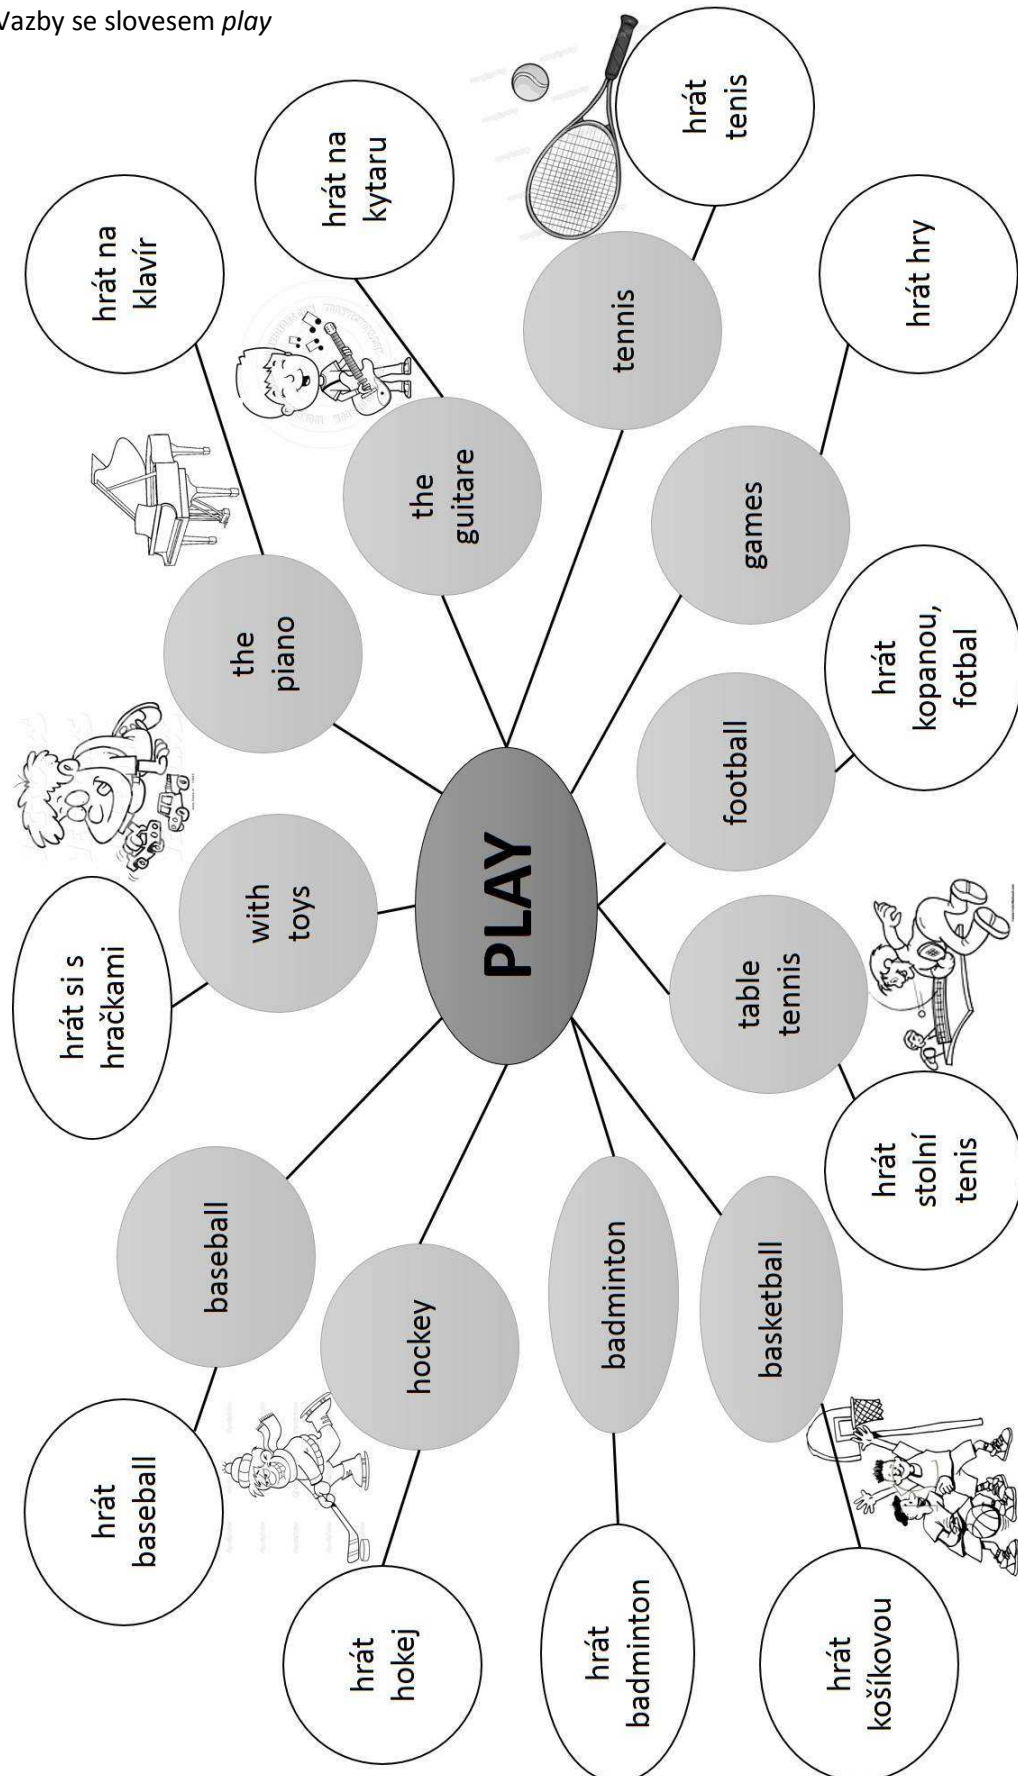 Vazby se slovesem play
hrát na
klavír
hrát na
kytaru
hrát
tenis
hrát hry
hrát
kopanou,
fotbal
hrát
stolní
tenis
hrát
košíkovou
hrát
badminton
hrát
hokej
hrát
baseball
hrát si s
hračkami
the
piano
the
guitare
tennis
games
football
table
tennis
basketball
badminton
hockey
baseball
with
toys
PLAY